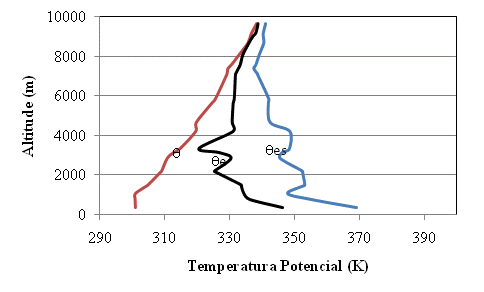 10000
8000
6000
4000
2000
0
Altitude (m)
θ
θe
θes
290 310 330 350 370 390
Temperatura Potencial (K)